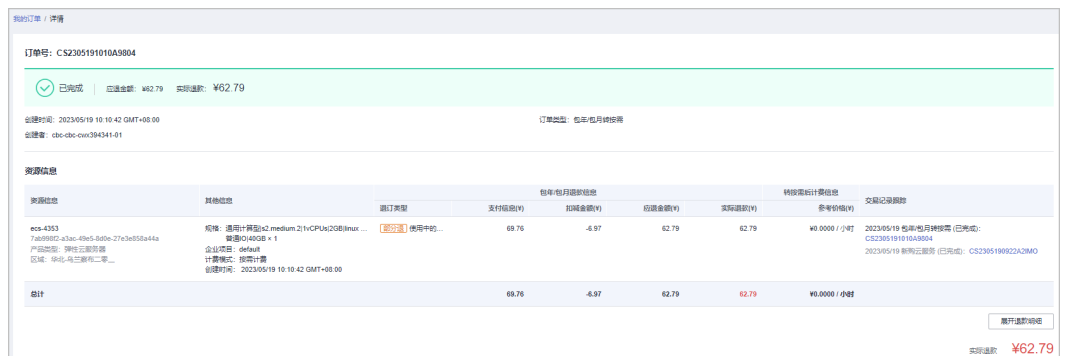 我的订单 / 详情
订单号: CS2305191010A9804
已完成 应退金额: ¥62.79 实际退款: ¥62.79
创建时间: 2023/05/19 10:10:42 GMT+08:00 订单类型: 包年/包月转按需
创建者: cbc-cbc-cwx394341-01
资源信息
资源信息 其他信息 包年/包月退款信息 转按需后计费信息 交易记录跟踪
退订类型 支付信息(¥) 扣减金额(¥) 应退金额(¥) 实际退款(¥) 参考价格(¥)
ecs-4353 规格: 通用计算型|s2.medium.2|1vCPUs|2GB|linux ... 部分退 使用中的... 69.76 -6.97 62.79 62.79 ¥0.0000 / 小时 2023/05/19 包年/包月转按需 (已完成):
7ab998f2-a3ac-49e5-8d0e-27e3e858a44a 普通IO|40GB × 1 CS2305191010A9804
产品类型: 弹性云服务器 企业项目: default 2023/05/19 新购云服务 (已完成): CS2305190922A2IMO
区域: 华北-乌兰察布二零__ 计费模式: 按需计费
创建时间: 2023/05/19 10:10:42 GMT+08:00
总计 69.76 -6.97 62.79 62.79 ¥0.0000 / 小时
展开退款明细
实际退款 ¥62.79